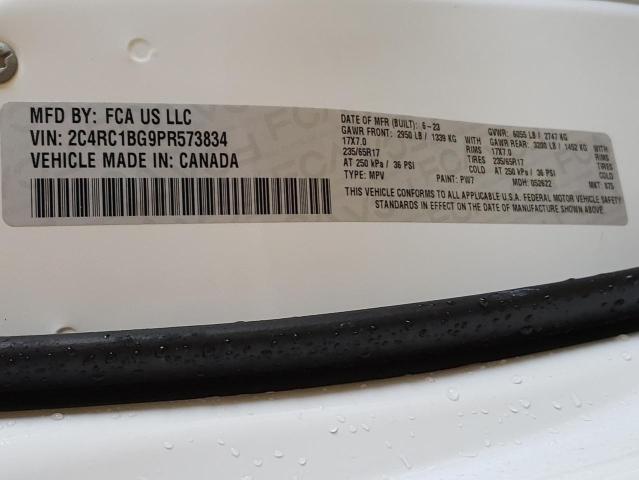 MFD BY: FCA US LLC
VIN: 2C4RC1BG9PR573834
VEHICLE MADE IN: CANADA
DATE OF MFR (BUILT): 6-23 GVWR: 6055 LB / 2747 KG
GAWR FRONT: 2950 LB / 1339 KG WITH GAWR REAR: 3200 LB / 1452 KG WITH
17X7.0 RIMS 17X7.0 RIMS
235/65R17 TIRES 235/65R17 TIRES
AT 250 kPa / 36 PSI COLD AT 250 kPa / 36 PSI COLD
TYPE: MPV PAINT: PW7 MDH: 052622 MKT:
THIS VEHICLE CONFORMS TO ALL APPLICABLE U.S.A. FEDERAL MOTOR VEHICLE SAFETY
STANDARDS IN EFFECT ON THE DATE OF MANUFACTURE SHOWN ABOVE.